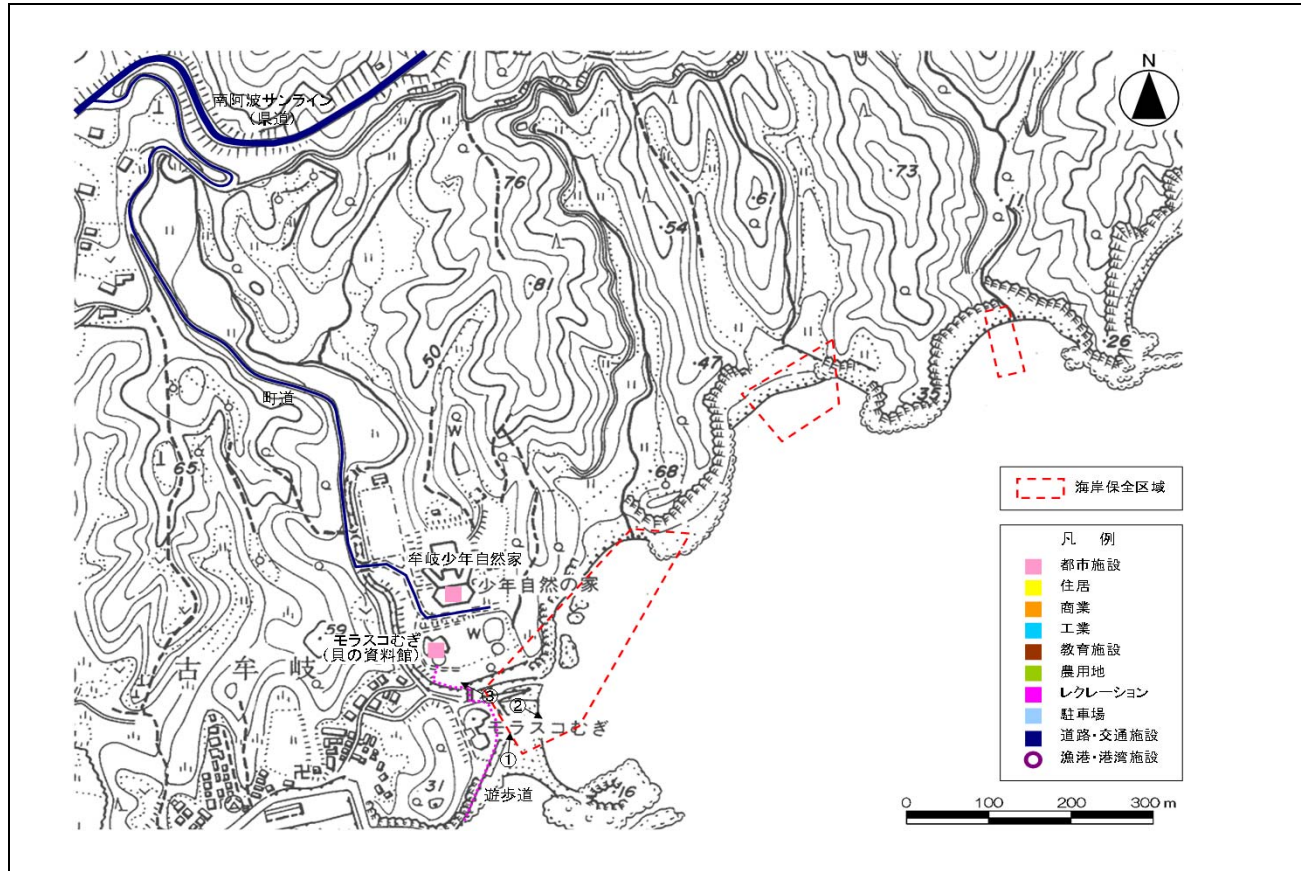 N
南阿波サンライン
(県道)
76
61
73
11
54
81
26
50
47
35
町道
65
W
68
海岸保全区域
凡 例
都市施設
住居
商業
工業
教育施設
農用地
レクレーション
駐車場
道路・交通施設
漁港・港湾施設
牟岐少年自然家
少年自然の家
59
W
モラスコむぎ
(貝の資料館)
古牟岐
③
②
モラスコむぎ
①
31
16
遊歩道
0 100 200 300 m